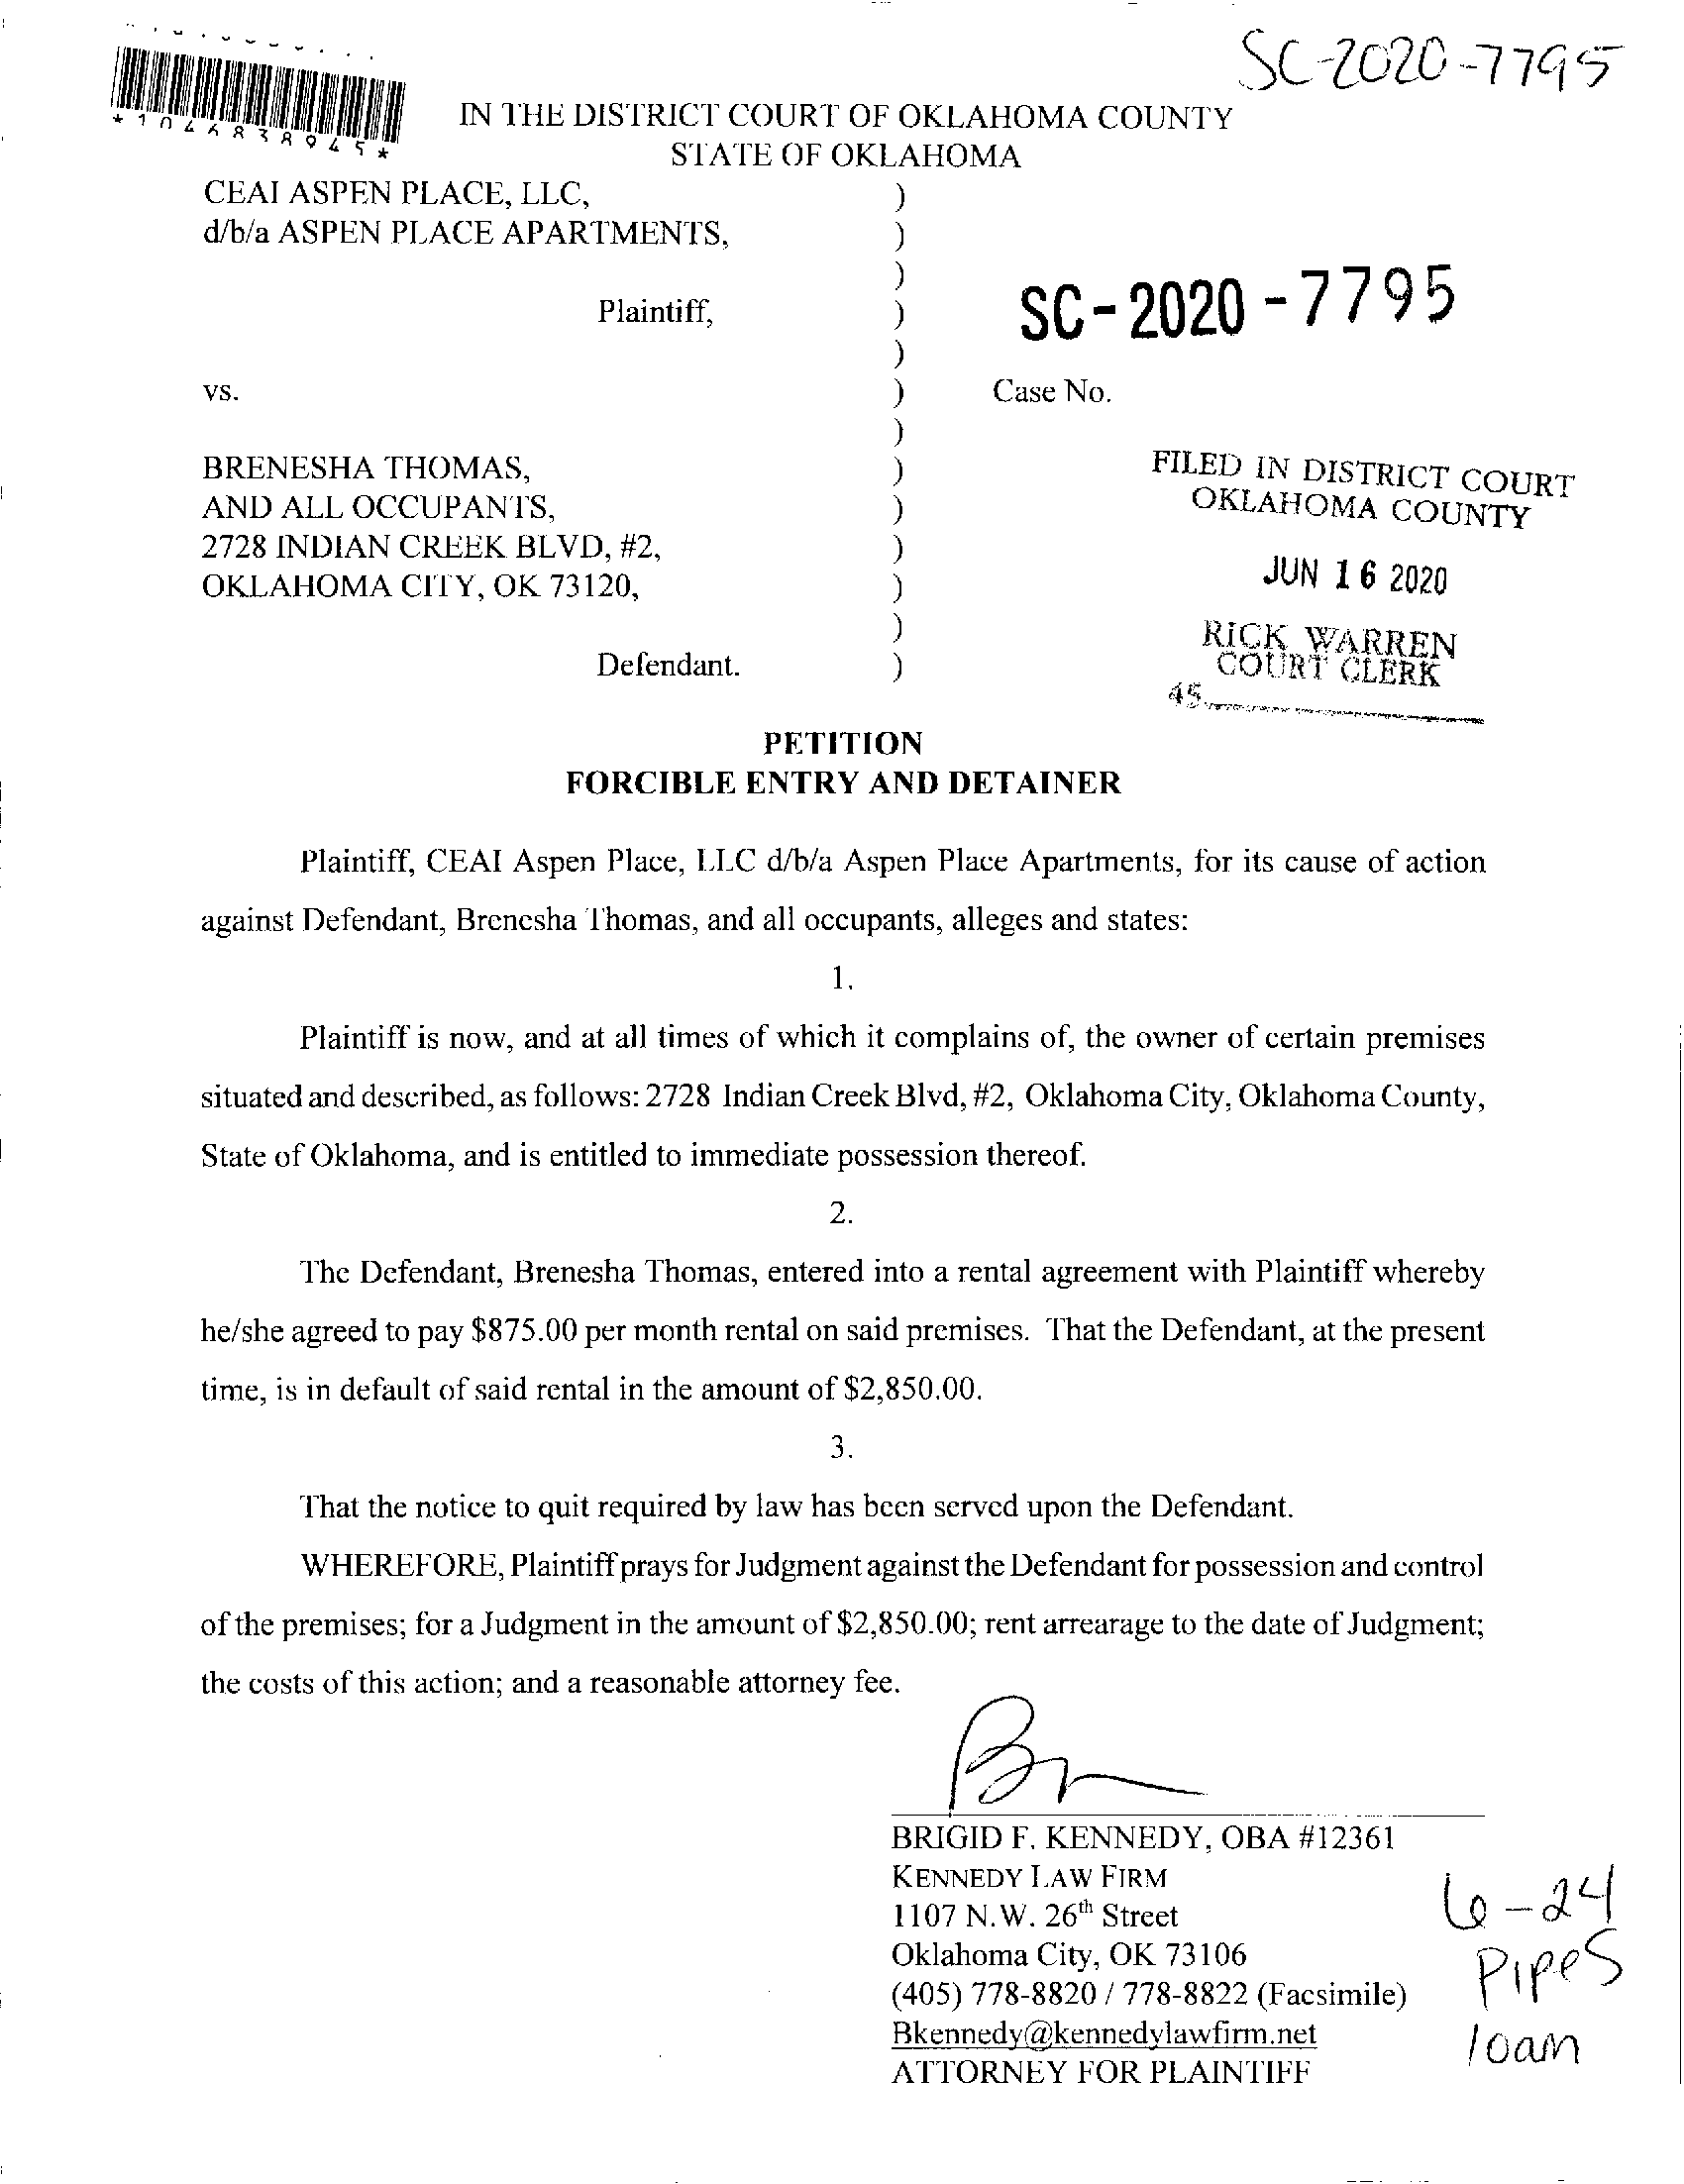 SC-2020-7795
*1046838945*
IN THE DISTRICT COURT OF OKLAHOMA COUNTY
STATE OF OKLAHOMA
CEAI ASPEN PLACE, LLC, )
d/b/a ASPEN PLACE APARTMENTS, )
)
Plaintiff, ) SC-2020-7795
)
vs. ) Case No.
)
BRENESHA THOMAS, ) FILED IN DISTRICT COURT
AND ALL OCCUPANTS, ) OKLAHOMA COUNTY
2728 INDIAN CREEK BLVD, #2, )
OKLAHOMA CITY, OK 73120, ) JUN 16 2020
) RICK WARREN
Defendant. ) COURT CLERK
45
PETITION
FORCIBLE ENTRY AND DETAINER
Plaintiff, CEAI Aspen Place, LLC d/b/a Aspen Place Apartments, for its cause of action
against Defendant, Brenesha Thomas, and all occupants, alleges and states:
1.
Plaintiff is now, and at all times of which it complains of, the owner of certain premises
situated and described, as follows: 2728 Indian Creek Blvd, #2, Oklahoma City, Oklahoma County,
State of Oklahoma, and is entitled to immediate possession thereof.
2.
The Defendant, Brenesha Thomas, entered into a rental agreement with Plaintiff whereby
he/she agreed to pay $875.00 per month rental on said premises. That the Defendant, at the present
time, is in default of said rental in the amount of $2,850.00.
3.
That the notice to quit required by law has been served upon the Defendant.
WHEREFORE, Plaintiff prays for Judgment against the Defendant for possession and control
of the premises; for a Judgment in the amount of $2,850.00; rent arrearage to the date of Judgment;
the costs of this action; and a reasonable attorney fee.
BRIGID F. KENNEDY, OBA #12361
KENNEDY LAW FIRM
1107 N.W. 26th Street
Oklahoma City, OK 73106
(405) 778-8820 / 778-8822 (Facsimile)
Bkennedy@kennedylawfirm.net
ATTORNEY FOR PLAINTIFF
6-24
Pipes
10am